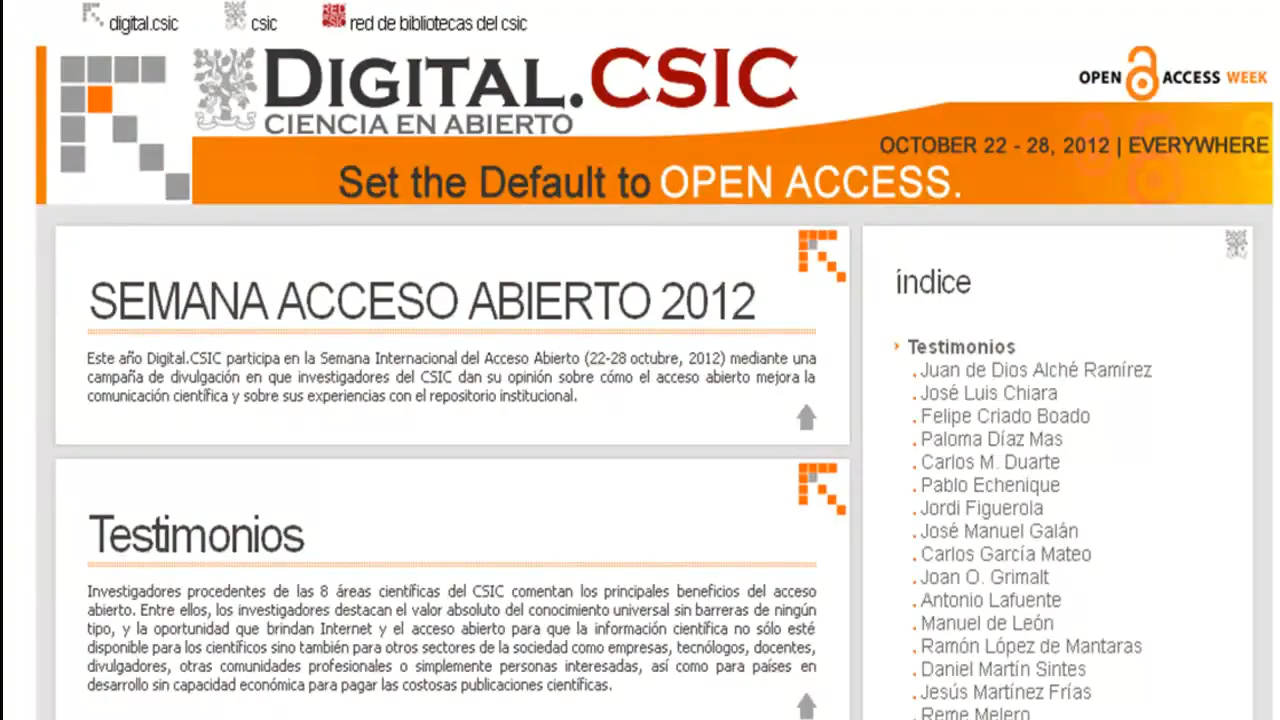 digital.csic csic red de bibliotecas del csic
DIGITAL.CSIC
CIENCIA EN ABIERTO
OPEN ACCESS WEEK
OCTOBER 22 - 28, 2012 | EVERYWHERE
Set the Default to OPEN ACCESS.
SEMANA ACCESO ABIERTO 2012
Este año Digital.CSIC participa en la Semana Internacional del Acceso Abierto (22-28 octubre, 2012) mediante una
campaña de divulgación en que investigadores del CSIC dan su opinión sobre cómo el acceso abierto mejora la
comunicación científica y sobre sus experiencias con el repositorio institucional.
Testimonios
Investigadores procedentes de las 8 áreas científicas del CSIC comentan los principales beneficios del acceso
abierto. Entre ellos, los investigadores destacan el valor absoluto del conocimiento universal sin barreras de ningún
tipo, y la oportunidad que brindan Internet y el acceso abierto para que la información científica no sólo esté
disponible para los científicos sino también para otros sectores de la sociedad como empresas, tecnólogos, docentes,
divulgadores, otras comunidades profesionales o simplemente personas interesadas, así como para países en
desarrollo sin capacidad económica para pagar las costosas publicaciones científicas.
índice
Testimonios
Juan de Dios Alché Ramírez
José Luis Chiara
Felipe Criado Boado
Paloma Díaz Mas
Carlos M. Duarte
Pablo Echenique
Jordi Figuerola
José Manuel Galán
Carlos García Mateo
Joan O. Grimalt
Antonio Lafuente
Manuel de León
Ramón López de Mantaras
Daniel Martín Sintes
Jesús Martínez Frías
Reme Melero